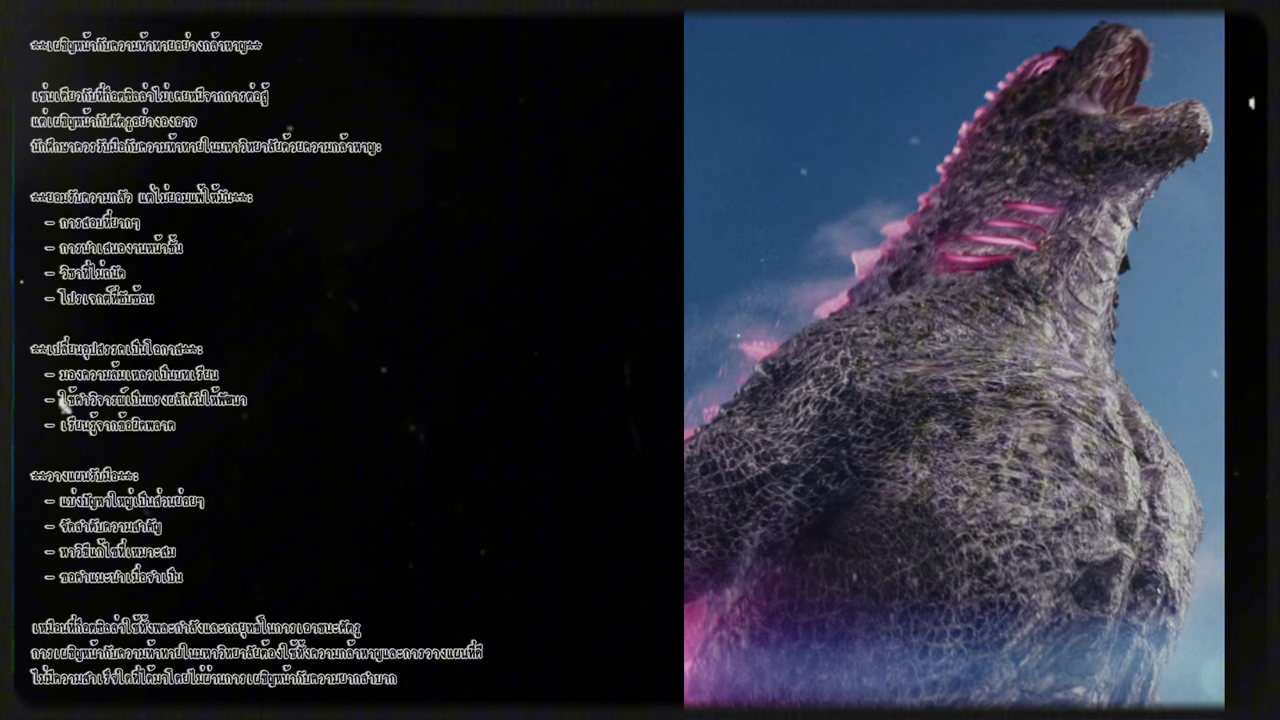 **เผชิญหน้ากับความท้าทายอย่างกล้าหาญ**
เช่นเดียวกับที่ก็อดซิลล่าไม่เคยหนีจากการต่อสู้
แต่เผชิญหน้ากับศัตรูอย่างองอาจ
นักศึกษาควรรับมือกับความท้าทายในมหาวิทยาลัยด้วยความกล้าหาญ:
**ยอมรับความกลัว แต่ไม่ยอมแพ้ให้มัน**:
– การสอบที่ยากๆ
– การนำเสนองานหน้าชั้น
– วิชาที่ไม่ถนัด
– โปรเจกต์ที่ซับซ้อน
**เปลี่ยนอุปสรรคเป็นโอกาส**:
– มองความล้มเหลวเป็นบทเรียน
– ใช้คำวิจารณ์เป็นแรงผลักดันให้พัฒนา
– เรียนรู้จากข้อผิดพลาด
**วางแผนรับมือ**:
– แบ่งปัญหาใหญ่เป็นส่วนย่อยๆ
– จัดลำดับความสำคัญ
– หาวิธีแก้ไขที่เหมาะสม
– ขอคำแนะนำเมื่อจำเป็น
เหมือนที่ก็อดซิลล่าใช้ทั้งพละกำลังและกลยุทธ์ในการเอาชนะศัตรู
การเผชิญหน้ากับความท้าทายในมหาวิทยาลัยต้องใช้ทั้งความกล้าหาญและการวางแผนที่ดี
ไม่มีความสำเร็จใดที่ได้มาโดยไม่ผ่านการเผชิญหน้ากับความยากลำบาก